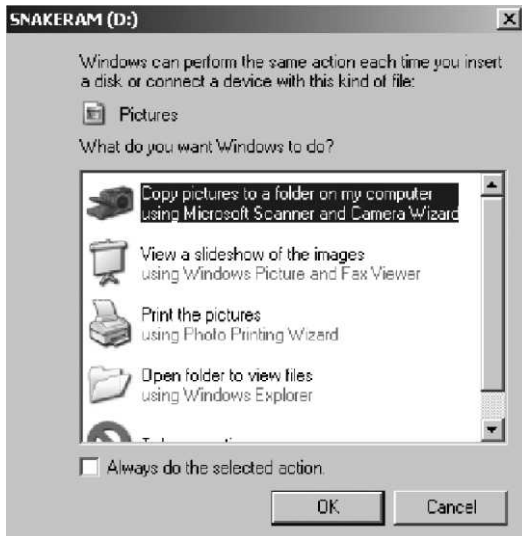 SNAKERAM (D:)
Windows can perform the same action each time you insert
a disk or connect a device with this kind of file:
Pictures
What do you want Windows to do?
Copy pictures to a folder on my computer
using Microsoft Scanner and Camera Wizard
View a slideshow of the images
using Windows Picture and Fax Viewer
Print the pictures
using Photo Printing Wizard
Open folder to view files
using Windows Explorer
Always do the selected action.
OK
Cancel